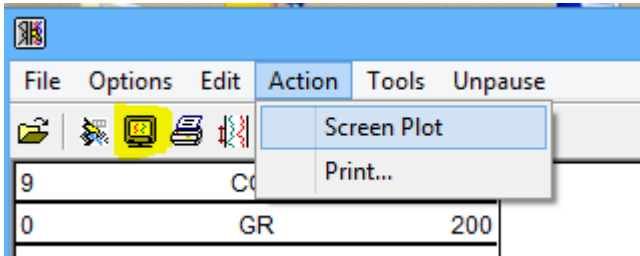 File Options Edit Action Tools Unpause
Screen Plot
Print...
9
0 GR 200